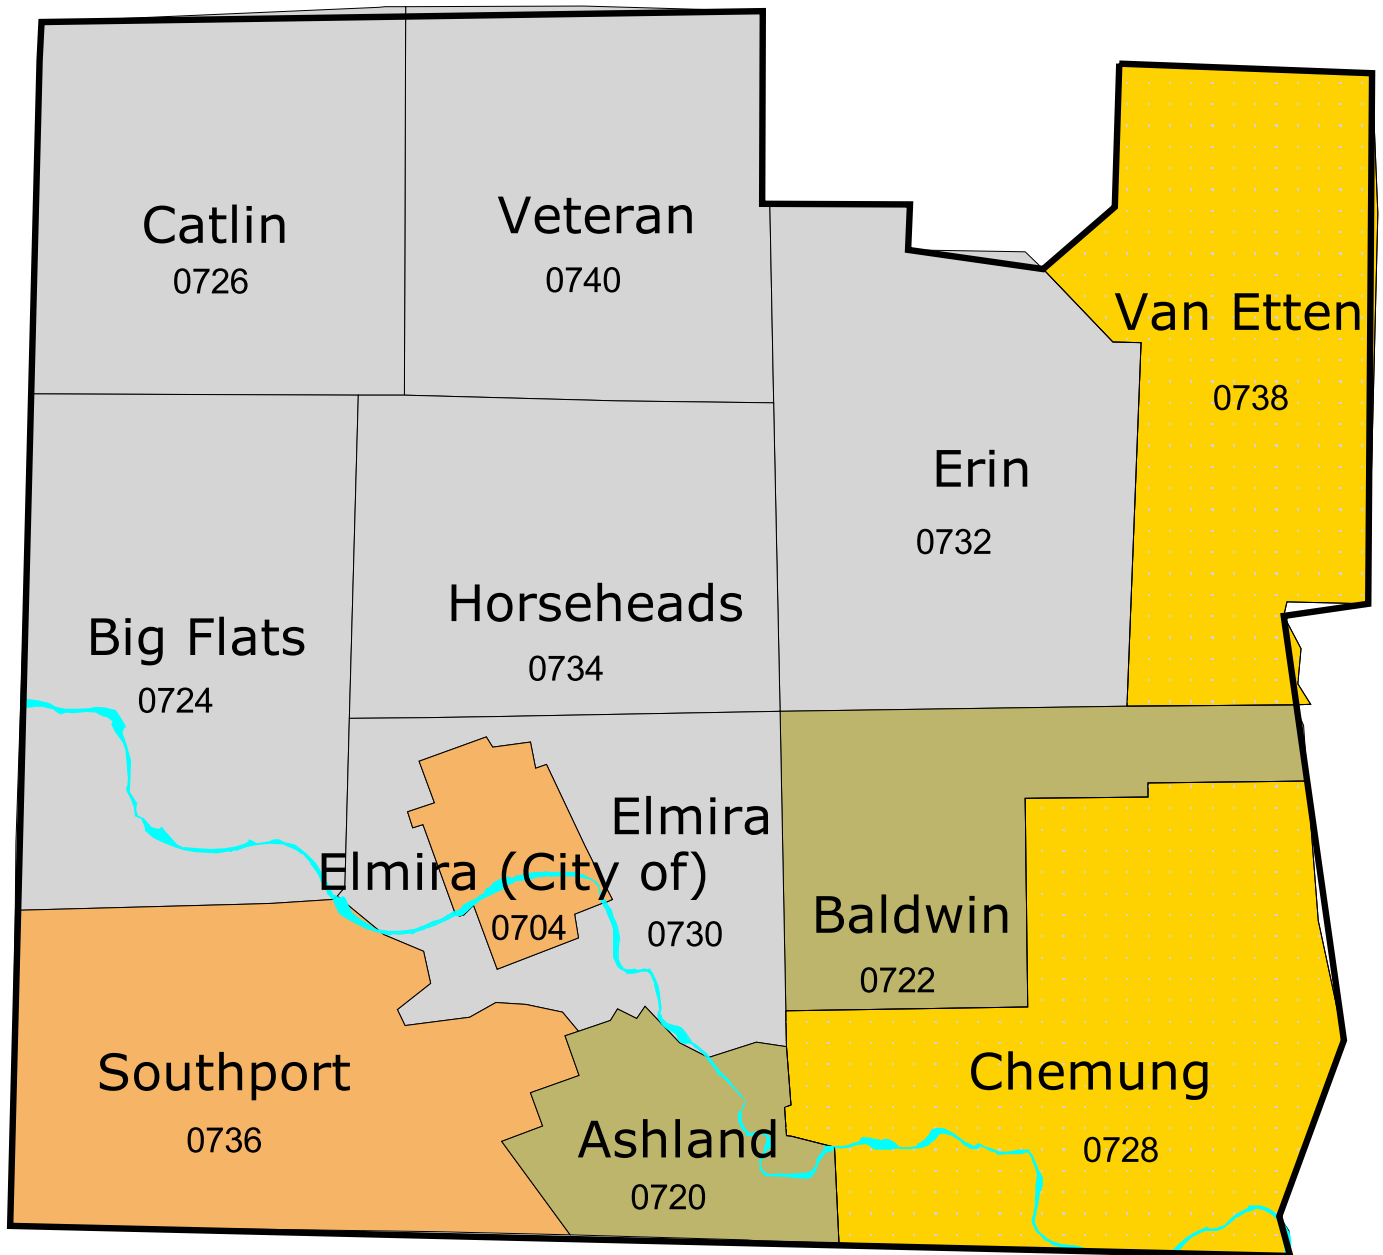 Catlin
0726
Veteran
0740
Van Etten
0738
Erin
0732
Horseheads
0734
Big Flats
0724
Elmira
0730
Elmira (City of)
0704
Baldwin
0722
Southport
0736
Ashland
0720
Chemung
0728